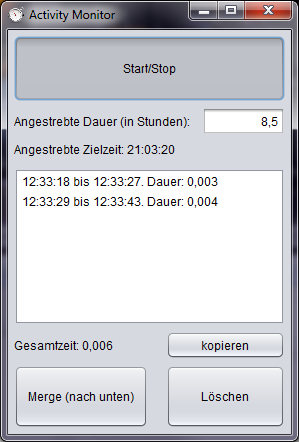 Activity Monitor
Start/Stop
Angestrebte Dauer (in Stunden): 8,5
Angestrebte Zielzeit: 21:03:20
12:33:18 bis 12:33:27. Dauer: 0,003
12:33:29 bis 12:33:43. Dauer: 0,004
Gesamtzeit: 0,006 kopieren
Merge (nach unten) Löschen